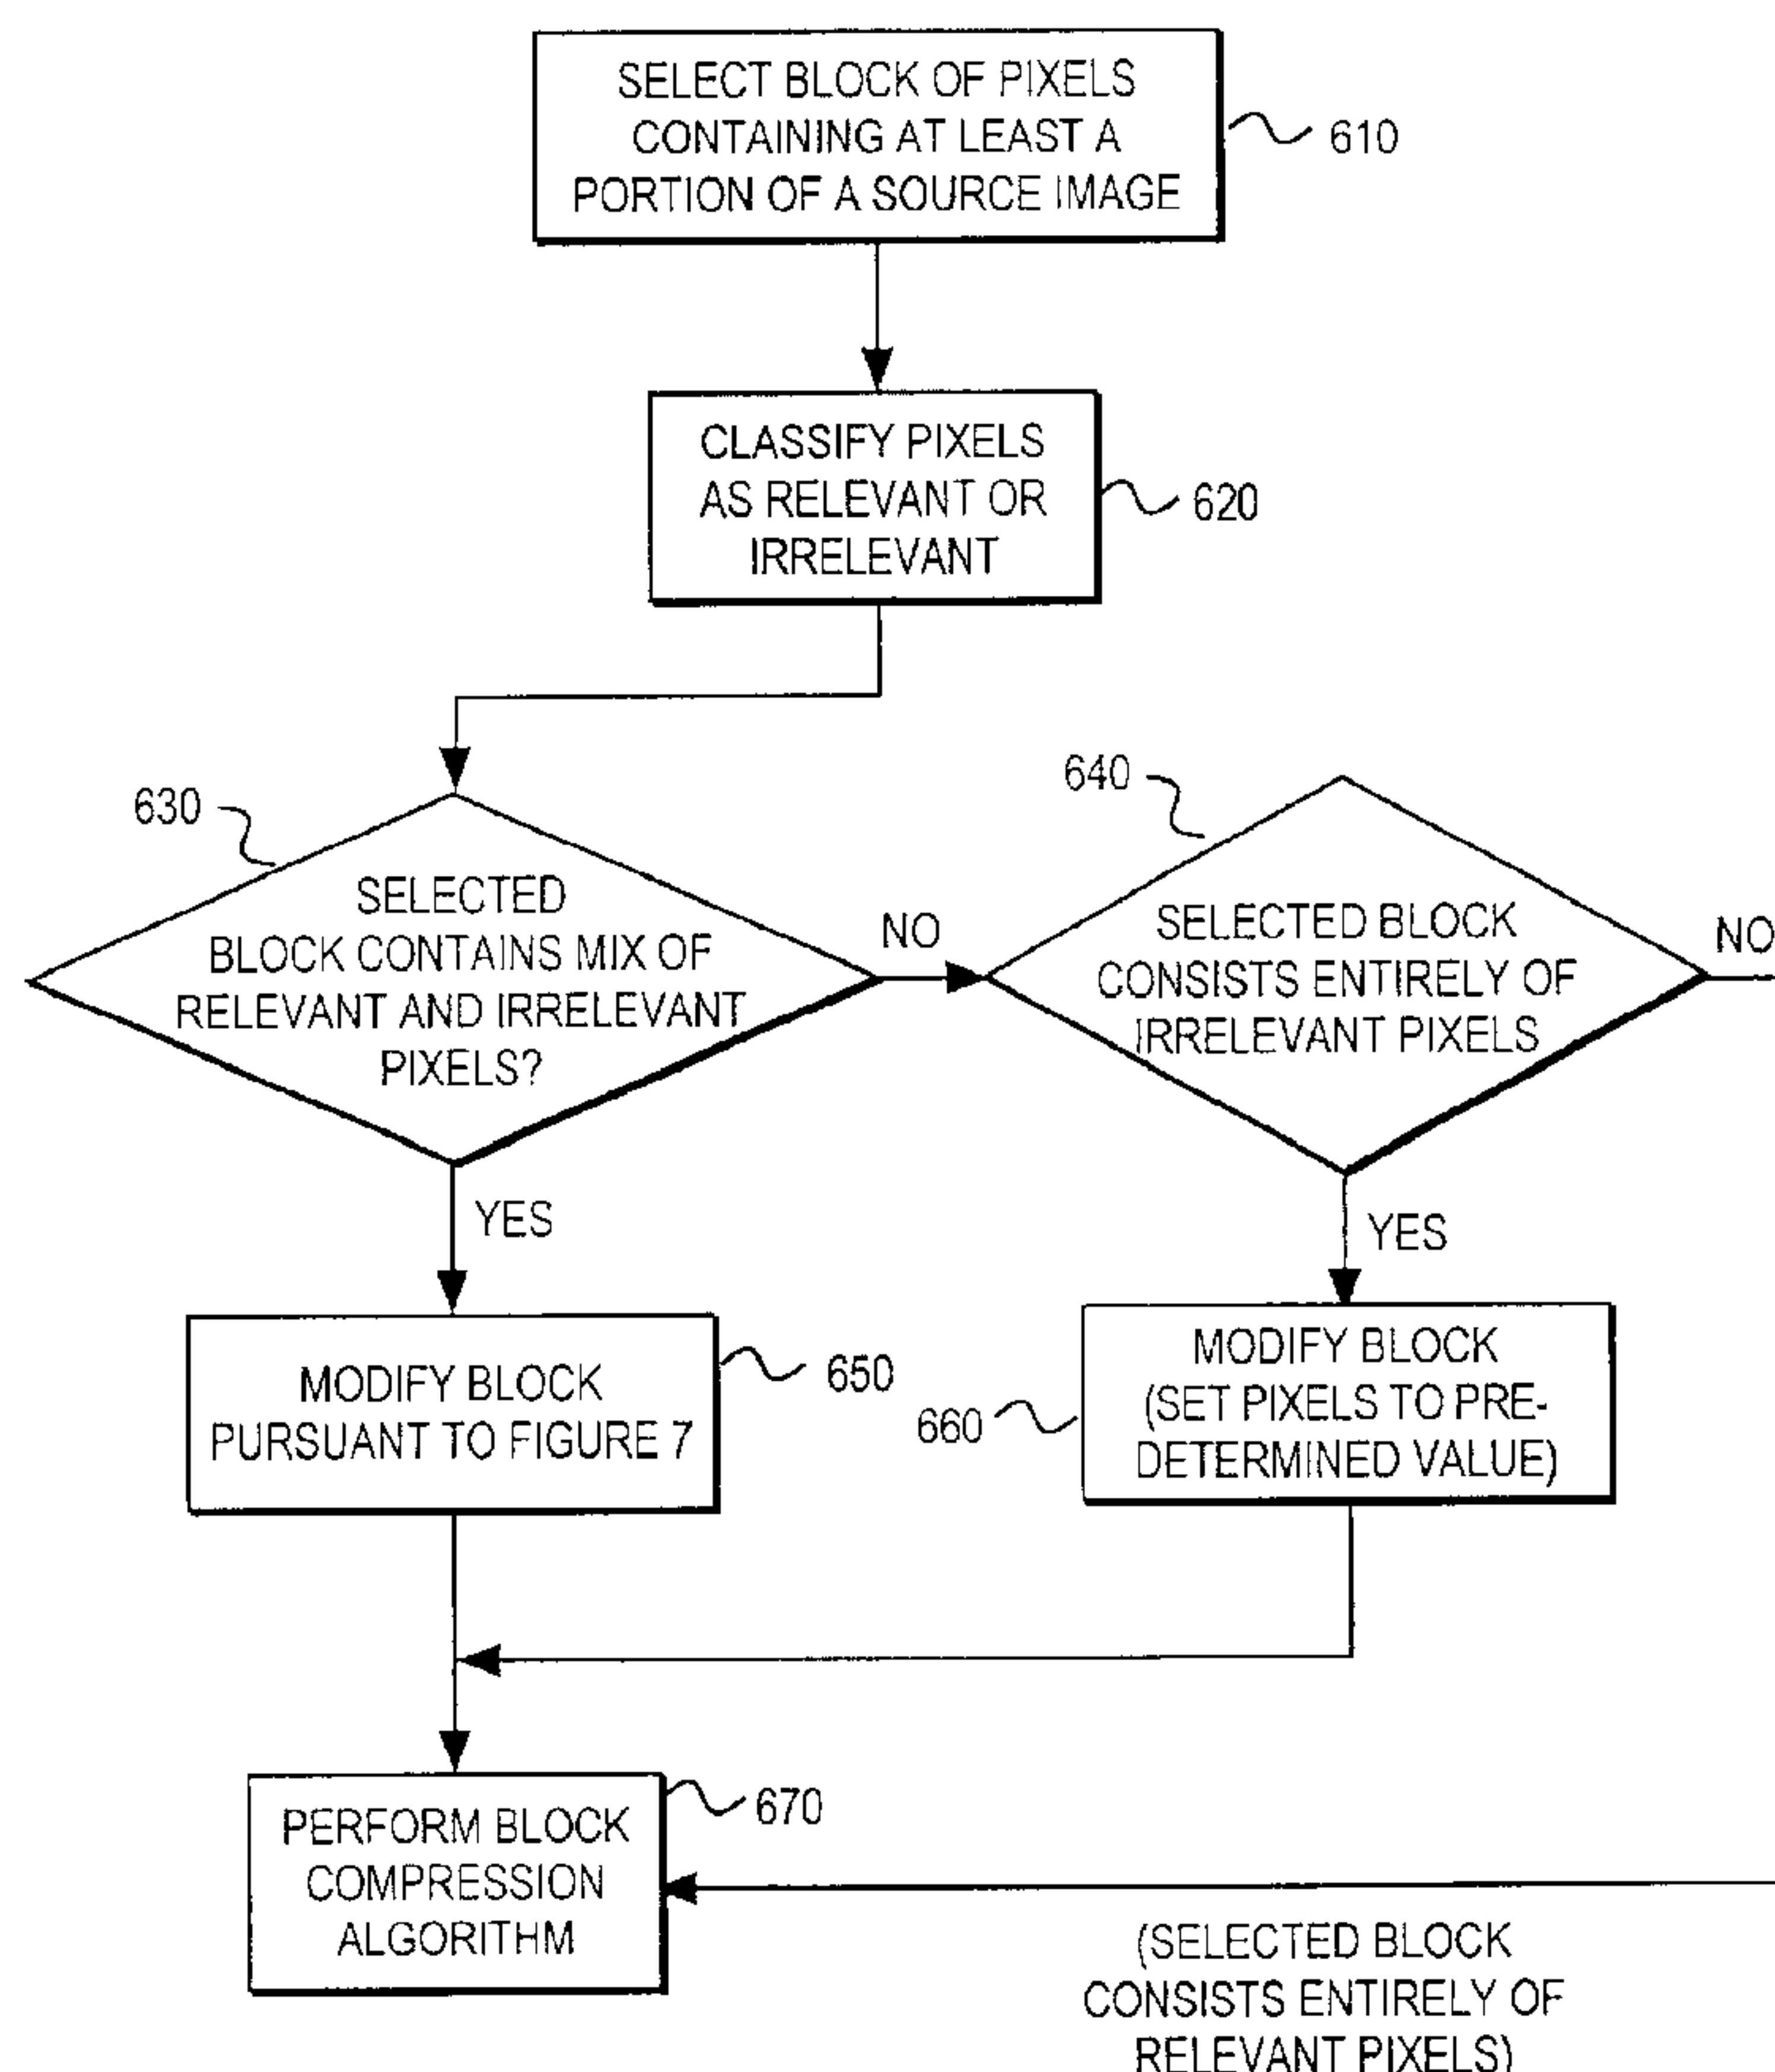 SELECT BLOCK OF PIXELS
CONTAINING AT LEAST A
PORTION OF A SOURCE IMAGE
610
CLASSIFY PIXELS
AS RELEVANT OR
IRRELEVANT
620
630
SELECTED
BLOCK CONTAINS MIX OF
RELEVANT AND IRRELEVANT
PIXELS?
NO
640
SELECTED BLOCK
CONSISTS ENTIRELY OF
IRRELEVANT PIXELS
NO
YES
YES
MODIFY BLOCK
PURSUANT TO FIGURE 7
650
660
MODIFY BLOCK
(SET PIXELS TO PRE-
DETERMINED VALUE)
PERFORM BLOCK
COMPRESSION
ALGORITHM
670
(SELECTED BLOCK
CONSISTS ENTIRELY OF
RELEVANT PIXELS)